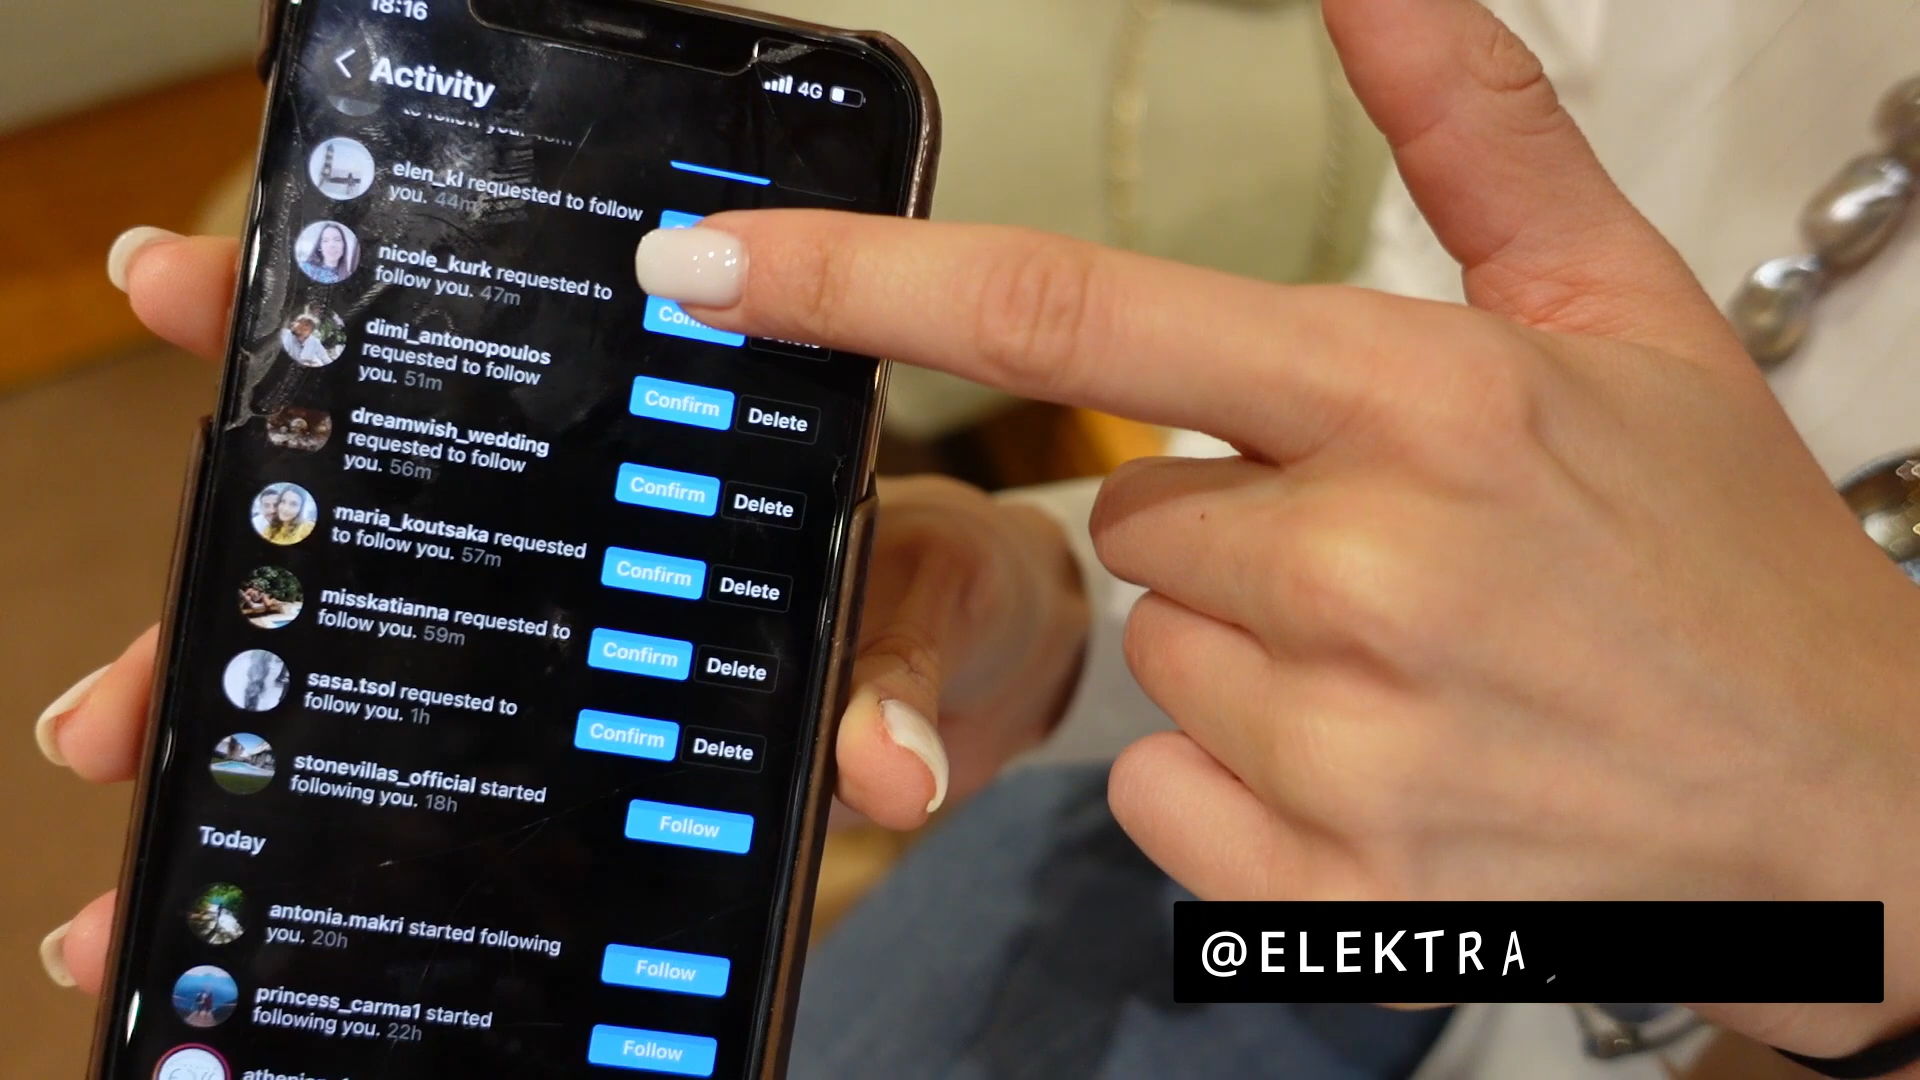 18:16
4G
Activity
to follow you.
elen_kl requested to follow
you. 44m
nicole_kurk requested to
follow you. 47m
dimi_antonopoulos
requested to follow
you. 51m
Confirm Delete
dreamwish_wedding
requested to follow
you. 56m
Confirm Delete
maria_koutsaka requested
to follow you. 57m
Confirm Delete
misskatianna requested to
follow you. 59m
Confirm Delete
sasa.tsol requested to
follow you. 1h
Confirm Delete
stonevillas_official started
following you. 18h
Follow
Today
antonia.makri started following
you. 20h
Follow
princess_carma1 started
following you. 22h
Follow
@ELEKTRA